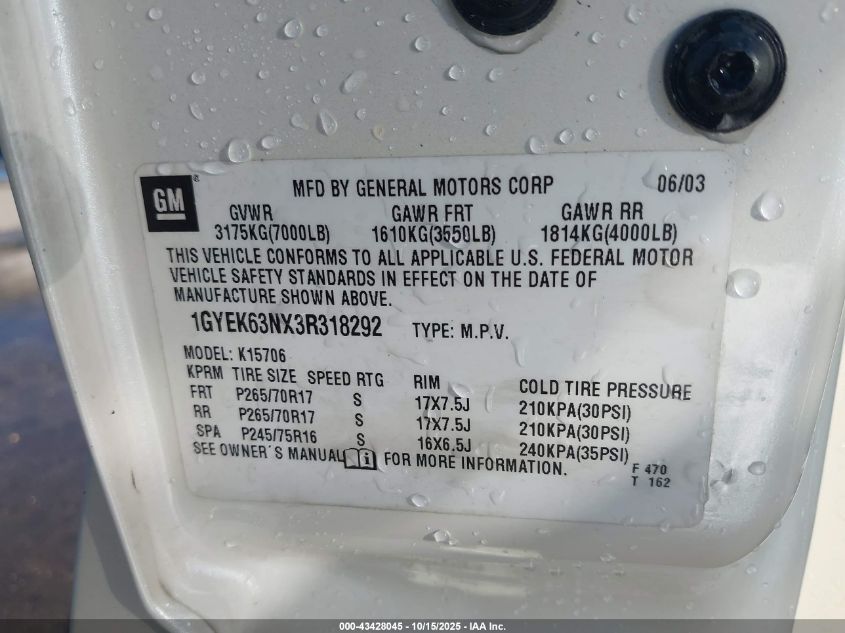 GM
MFD BY GENERAL MOTORS CORP 06/03
GVWR GAWR FRT GAWR RR
3175KG(7000LB) 1610KG(3550LB) 1814KG(4000LB)
THIS VEHICLE CONFORMS TO ALL APPLICABLE U.S. FEDERAL MOTOR
VEHICLE SAFETY STANDARDS IN EFFECT ON THE DATE OF
MANUFACTURE SHOWN ABOVE.
1GYEK63NX3R318292 TYPE: M.P.V.
MODEL: K15706
KPRM TIRE SIZE SPEED RTG RIM COLD TIRE PRESSURE
FRT P265/70R17 S 17X7.5J 210KPA(30PSI)
RR P265/70R17 S 17X7.5J 210KPA(30PSI)
SPA P245/75R16 S 16X6.5J 240KPA(35PSI)
SEE OWNER'S MANUAL i FOR MORE INFORMATION.
F 470
T 162
000-43428045 - 10/15/2025 - IAA Inc.